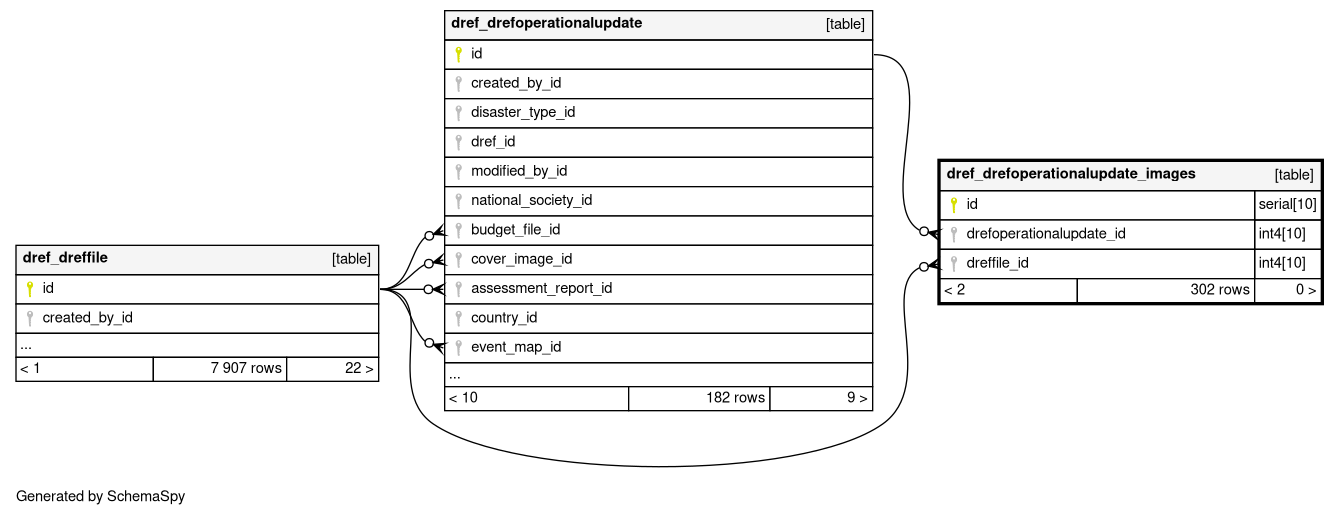 dref_drefoperationalupdate [table]
id
created_by_id
disaster_type_id
dref_id
modified_by_id
national_society_id
budget_file_id
cover_image_id
assessment_report_id
country_id
event_map_id
...
< 10 182 rows 9 >
dref_dreffile [table]
id
created_by_id
...
< 1 7 907 rows 22 >
dref_drefoperationalupdate_images [table]
id serial[10]
drefoperationalupdate_id int4[10]
dreffile_id int4[10]
< 2 302 rows 0 >
Generated by SchemaSpy